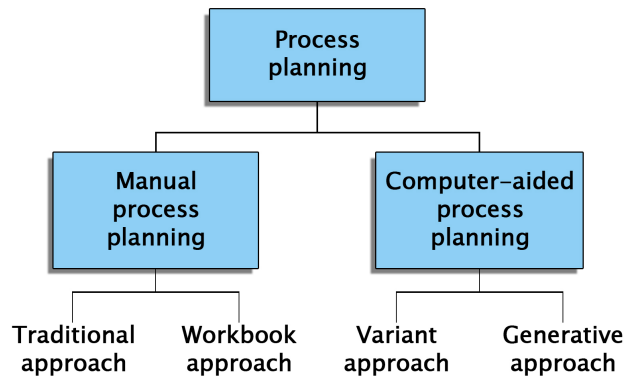 Process
planning
Manual
process
planning
Computer-aided
process
planning
Traditional
approach
Workbook
approach
Variant
approach
Generative
approach